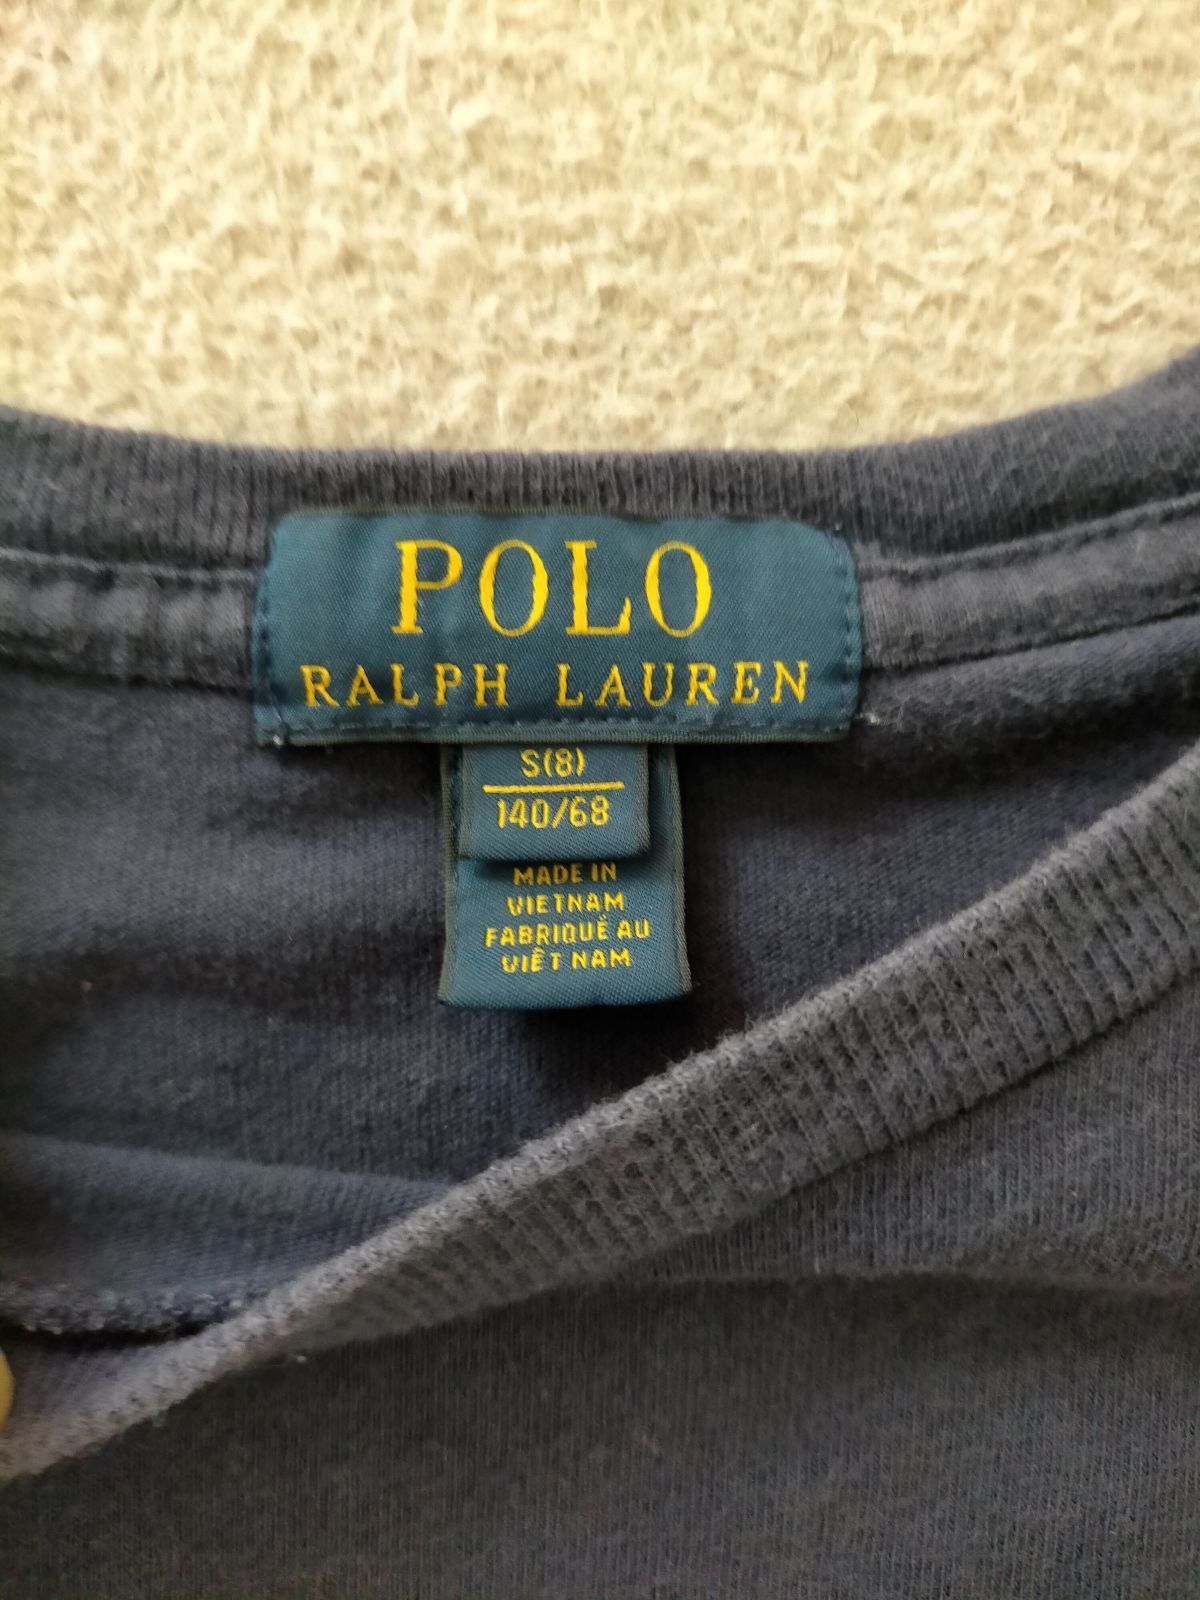 POLO
RALPH LAUREN
S(8)
140/68
MADE IN
VIETNAM
FABRIQUÉ AU
VIÊT NAM